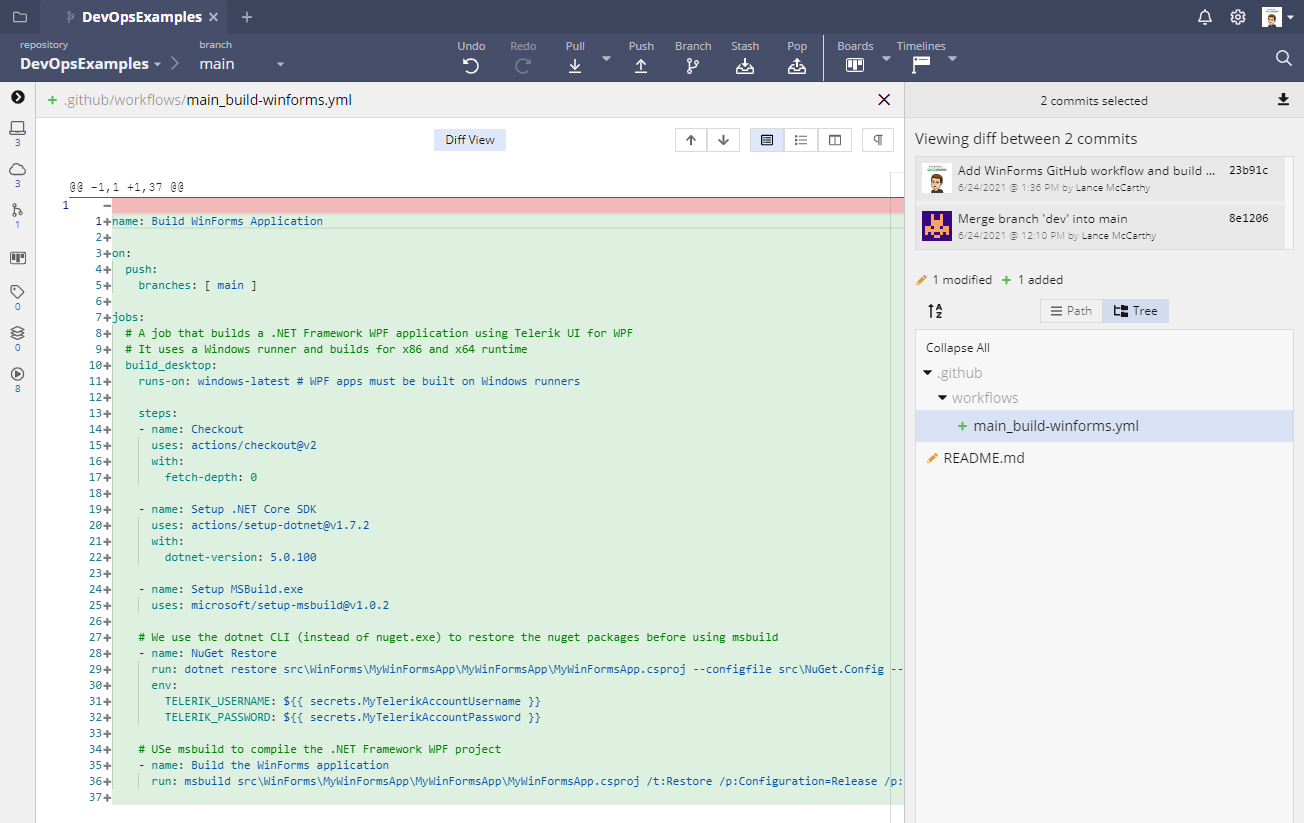 DevOpsExamples
repository
DevOpsExamples
branch
main
Undo
Redo
Pull
Push
Branch
Stash
Pop
Boards
Timelines
3
3
1
0
0
8
+ .github/workflows/main_build-winforms.yml
Diff View
@@ -1,1 +1,37 @@
1 −
1+name: Build WinForms Application
2+
3+on:
4+  push:
5+    branches: [ main ]
6+
7+jobs:
8+  # A job that builds a .NET Framework WPF application using Telerik UI for WPF
9+  # It uses a Windows runner and builds for x86 and x64 runtime
10+  build_desktop:
11+    runs-on: windows-latest # WPF apps must be built on Windows runners
12+
13+    steps:
14+    - name: Checkout
15+      uses: actions/checkout@v2
16+      with:
17+        fetch-depth: 0
18+
19+    - name: Setup .NET Core SDK
20+      uses: actions/setup-dotnet@v1.7.2
21+      with:
22+        dotnet-version: 5.0.100
23+
24+    - name: Setup MSBuild.exe
25+      uses: microsoft/setup-msbuild@v1.0.2
26+
27+    # We use the dotnet CLI (instead of nuget.exe) to restore the nuget packages before using msbuild
28+    - name: NuGet Restore
29+      run: dotnet restore src\WinForms\MyWinFormsApp\MyWinFormsApp\MyWinFormsApp.csproj --configfile src\NuGet.Config --
30+      env:
31+        TELERIK_USERNAME: ${{ secrets.MyTelerikAccountUsername }}
32+        TELERIK_PASSWORD: ${{ secrets.MyTelerikAccountPassword }}
33+
34+    # USe msbuild to compile the .NET Framework WPF project
35+    - name: Build the WinForms application
36+      run: msbuild src\WinForms\MyWinFormsApp\MyWinFormsApp\MyWinFormsApp.csproj /t:Restore /p:Configuration=Release /p:
37+
2 commits selected
Viewing diff between 2 commits
Add WinForms GitHub workflow and build ... 23b91c
6/24/2021 @ 1:36 PM by Lance McCarthy
Merge branch 'dev' into main 8e1206
6/24/2021 @ 12:10 PM by Lance McCarthy
1 modified + 1 added
Path
Tree
Collapse All
.github
workflows
+ main_build-winforms.yml
README.md